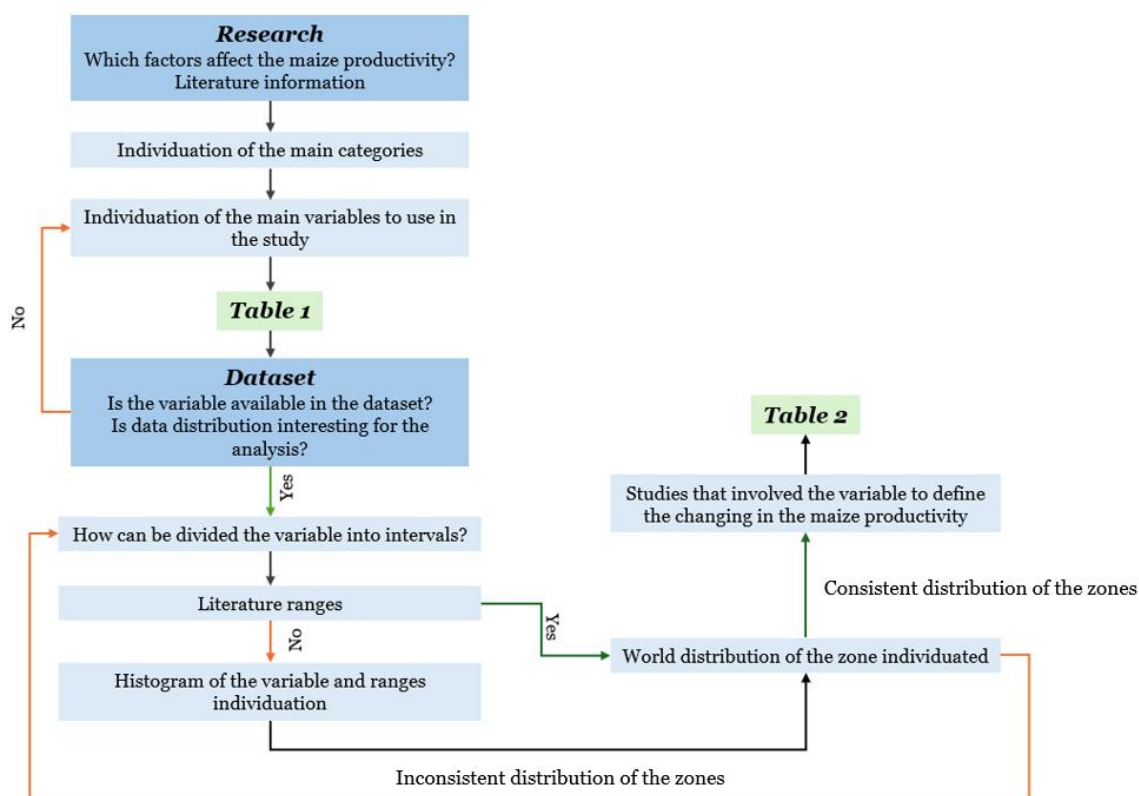 Research
Which factors affect the maize productivity?
Literature information
Individuation of the main categories
Individuation of the main variables to use in
the study
No
Table 1
Dataset
Is the variable available in the dataset?
Is data distribution interesting for the
analysis?
Yes
How can be divided the variable into intervals?
Literature ranges
Yes
No
Histogram of the variable and ranges
individuation
Table 2
Studies that involved the variable to define
the changing in the maize productivity
Consistent distribution of the zones
World distribution of the zone individuated
Inconsistent distribution of the zones